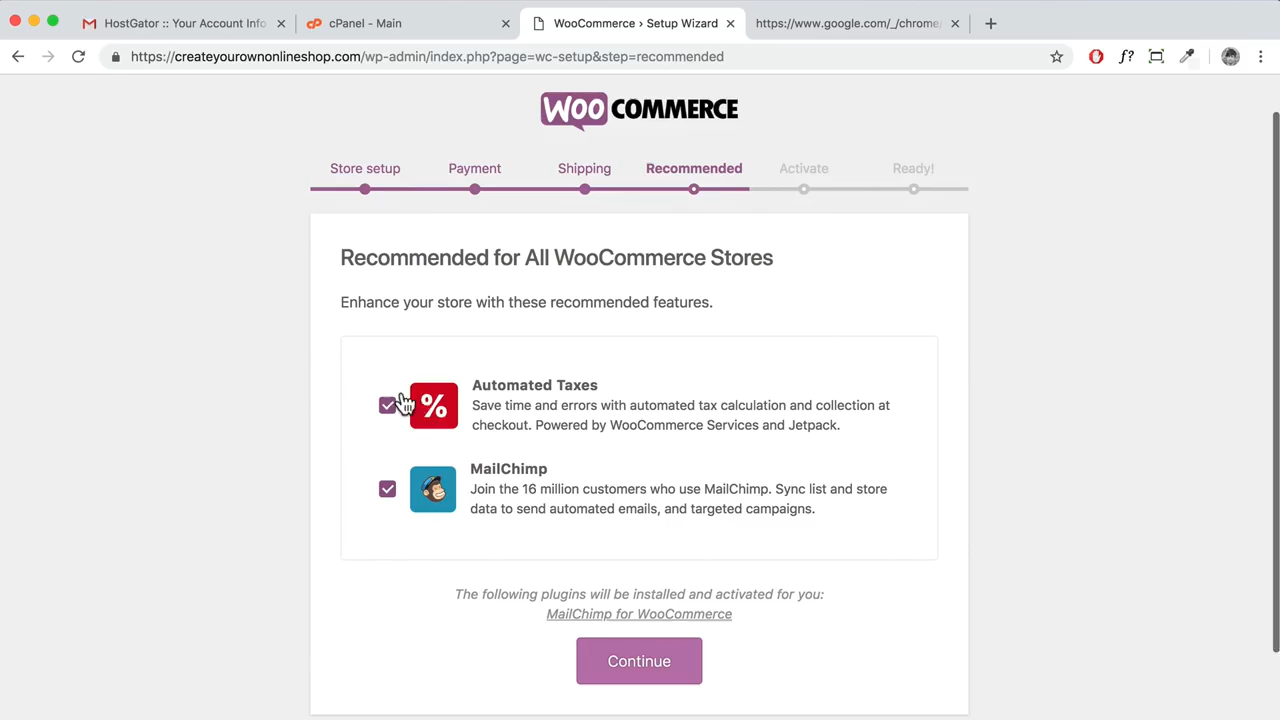 HostGator :: Your Account Info
cPanel - Main
WooCommerce › Setup Wizard
https://www.google.com/_/chrome/
https://createyourownonlineshop.com/wp-admin/index.php?page=wc-setup&step=recommended
f?
WOO COMMERCE
Store setup
Payment
Shipping
Recommended
Activate
Ready!
Recommended for All WooCommerce Stores
Enhance your store with these recommended features.
%
Automated Taxes
Save time and errors with automated tax calculation and collection at
checkout. Powered by WooCommerce Services and Jetpack.
MailChimp
Join the 16 million customers who use MailChimp. Sync list and store
data to send automated emails, and targeted campaigns.
The following plugins will be installed and activated for you:
MailChimp for WooCommerce
Continue